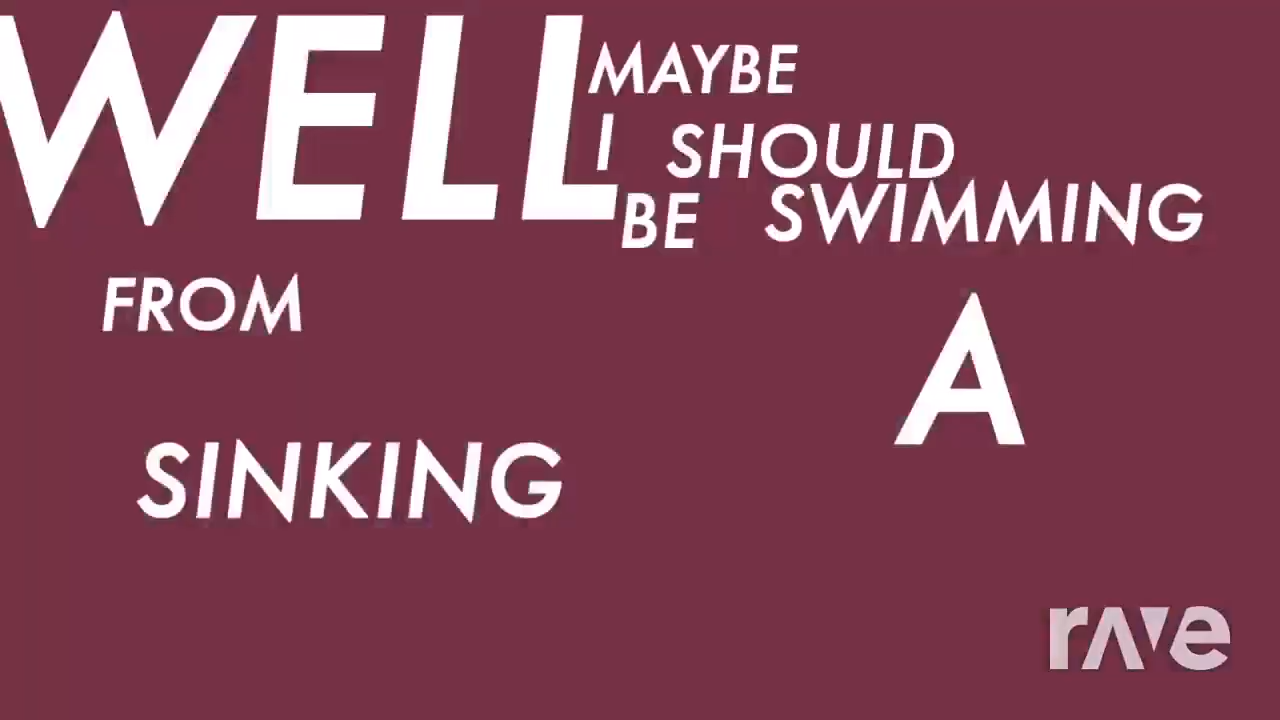 WELL MAYBE
I SHOULD
BE SWIMMING
FROM A
SINKING
rave